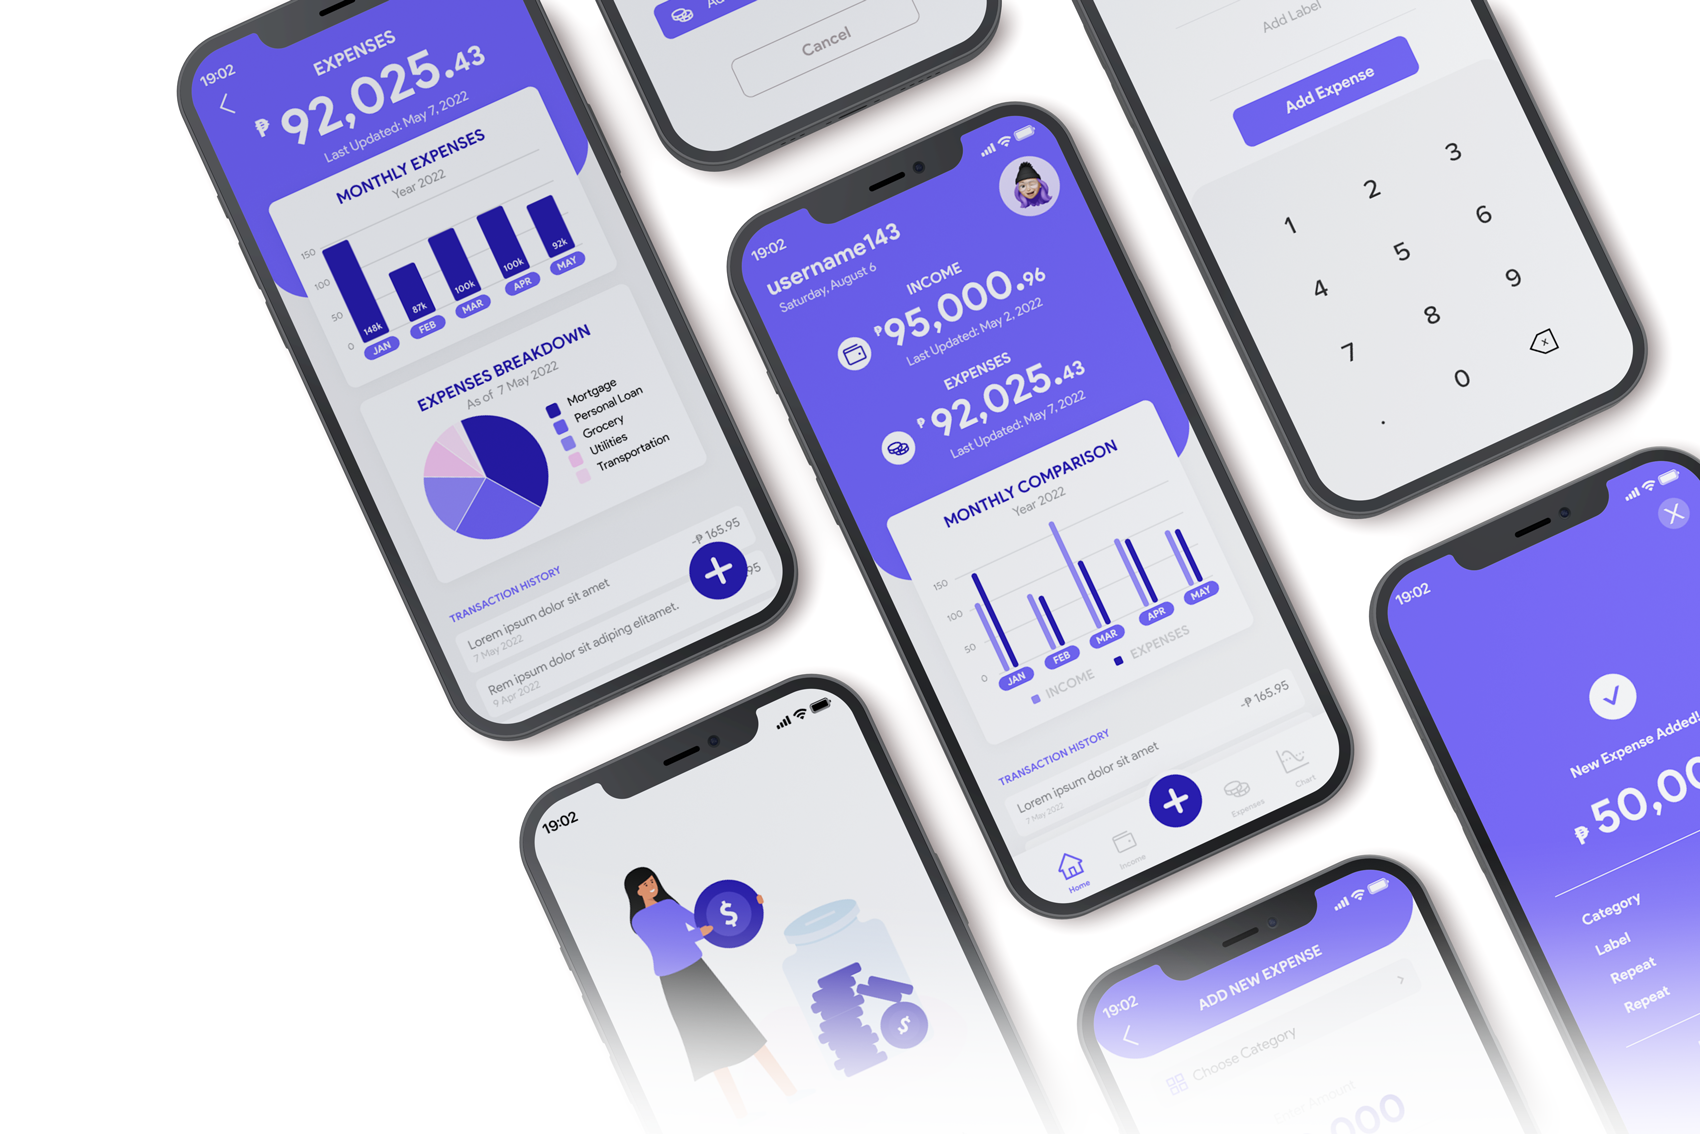 19:02
EXPENSES
₱ 92,025.43
Last Updated: May 7, 2022
MONTHLY EXPENSES
Year 2022
150
100
50
0
148k
87k
100k
100k
92k
JAN
FEB
MAR
APR
MAY
EXPENSES BREAKDOWN
As of 7 May 2022
Mortgage
Personal Loan
Grocery
Utilities
Transportation
TRANSACTION HISTORY
Lorem ipsum dolor sit amet
-₱ 165.95
7 May 2022
Rem ipsum dolor sit adiping elitamet.
95
9 Apr 2022
Cancel
19:02
username143
Saturday, August 6
INCOME
₱95,000.96
Last Updated: May 2, 2022
EXPENSES
₱ 92,025.43
Last Updated: May 7, 2022
MONTHLY COMPARISON
Year 2022
150
100
50
0
JAN
FEB
MAR
APR
MAY
INCOME
EXPENSES
TRANSACTION HISTORY
Lorem ipsum dolor sit amet
-₱ 165.95
7 May 2022
Home
Income
Expenses
Chart
Add Label
Add Expense
1
2
3
4
5
6
7
8
9
.
0
x
19:02
$
$
19:02
ADD NEW EXPENSE
Choose Category
Amount
000
19:02
New Expense Added!
₱ 50,00
Category
Label
Repeat
Repeat